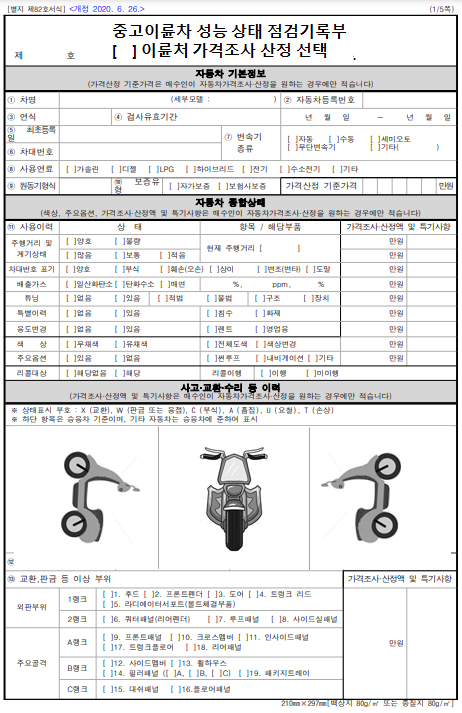 [별지 제82호서식] <개정 2020. 6. 26.> (1/5쪽)
중고이륜차 성능 상태 점검기록부
제 호 [ ] 이륜처 가격조사 산정 선택 .
자동차 기본정보
(가격산정 기준가격은 매수인이 자동차가격조사·산정을 원하는 경우에만 적습니다)
① 차명 (세부모델 : ) ② 자동차등록번호
③ 연식 ④ 검사유효기간 년 월 일 ― 년 월 일
⑤ 최초등록일
⑥ 차대번호
⑦ 변속기 종류
[ ]자동 [ ]수동 [ ]세미오토
[ ]무단변속기 [ ]기타( )
⑧ 사용연료 [ ]가솔린 [ ]디젤 [ ]LPG [ ]하이브리드 [ ]전기 [ ]수소전기 [ ]기타
⑨ 원동기형식 ⑩ 보증유형 [ ]자가보증 [ ]보험사보증 가격산정 기준가격 만원
자동차 종합상태
(색상, 주요옵션, 가격조사·산정액 및 특기사항은 매수인이 자동차가격조사·산정을 원하는 경우에만 적습니다)
⑪ 사용이력 상 태 항목 / 해당부품 가격조사·산정액 및 특기사항
주행거리 및 계기상태 [ ]양호 [ ]불량 현재 주행거리 [ ] 만원
[ ]많음 [ ]보통 [ ]적음 만원
차대번호 표기 [ ]양호 [ ]부식 [ ]훼손(오손) [ ]상이 [ ]변조(변타) [ ]도말 만원
배출가스 [ ]일산화탄소 [ ]탄화수소 [ ]매연 %, ppm, % 만원
튜닝 [ ]없음 [ ]있음 [ ]적법 [ ]불법 [ ]구조 [ ]장치 만원
특별이력 [ ]없음 [ ]있음 [ ]침수 [ ]화재 만원
용도변경 [ ]없음 [ ]있음 [ ]렌트 [ ]영업용 만원
색 상 [ ]무채색 [ ]유채색 [ ]전체도색 [ ]색상변경 만원
주요옵션 [ ]있음 [ ]없음 [ ]썬루프 [ ]내비게이션 [ ]기타 만원
리콜대상 [ ]해당없음 [ ]해당 리콜이행 [ ]이행 [ ]미이행
사고·교환·수리 등 이력
(가격조사·산정액 및 특기사항은 매수인이 자동차가격조사·산정을 원하는 경우에만 적습니다)
※ 상태표시 부호 : X (교환), W (판금 또는 용접), C (부식), A (흠집), U (요철), T (손상)
※ 하단 항목은 승용차 기준이며, 기타 자동차는 승용차에 준하여 표시
⑫
⑬ 교환,판금 등 이상 부위 가격조사·산정액 및 특기사항
외판부위 1랭크 [ ]1. 후드 [ ]2. 프론트펜더 [ ]3. 도어 [ ]4. 트렁크 리드
[ ]5. 라디에이터서포트(볼트체결부품)
2랭크 [ ]6. 쿼터패널(리어펜더) [ ]7. 루프패널 [ ]8. 사이드실패널
주요골격 A랭크 [ ]9. 프론트패널 [ ]10. 크로스멤버 [ ]11. 인사이드패널
[ ]17. 트렁크플로어 [ ]18. 리어패널
만원
B랭크 [ ]12. 사이드멤버 [ ]13. 휠하우스
[ ]14. 필러패널 ([ ]A, [ ]B, [ ]C) [ ]19. 패키지트레이
C랭크 [ ]15. 대쉬패널 [ ]16.플로어패널
210mm×297mm[백상지 80g/㎡ 또는 중질지 80g/㎡]